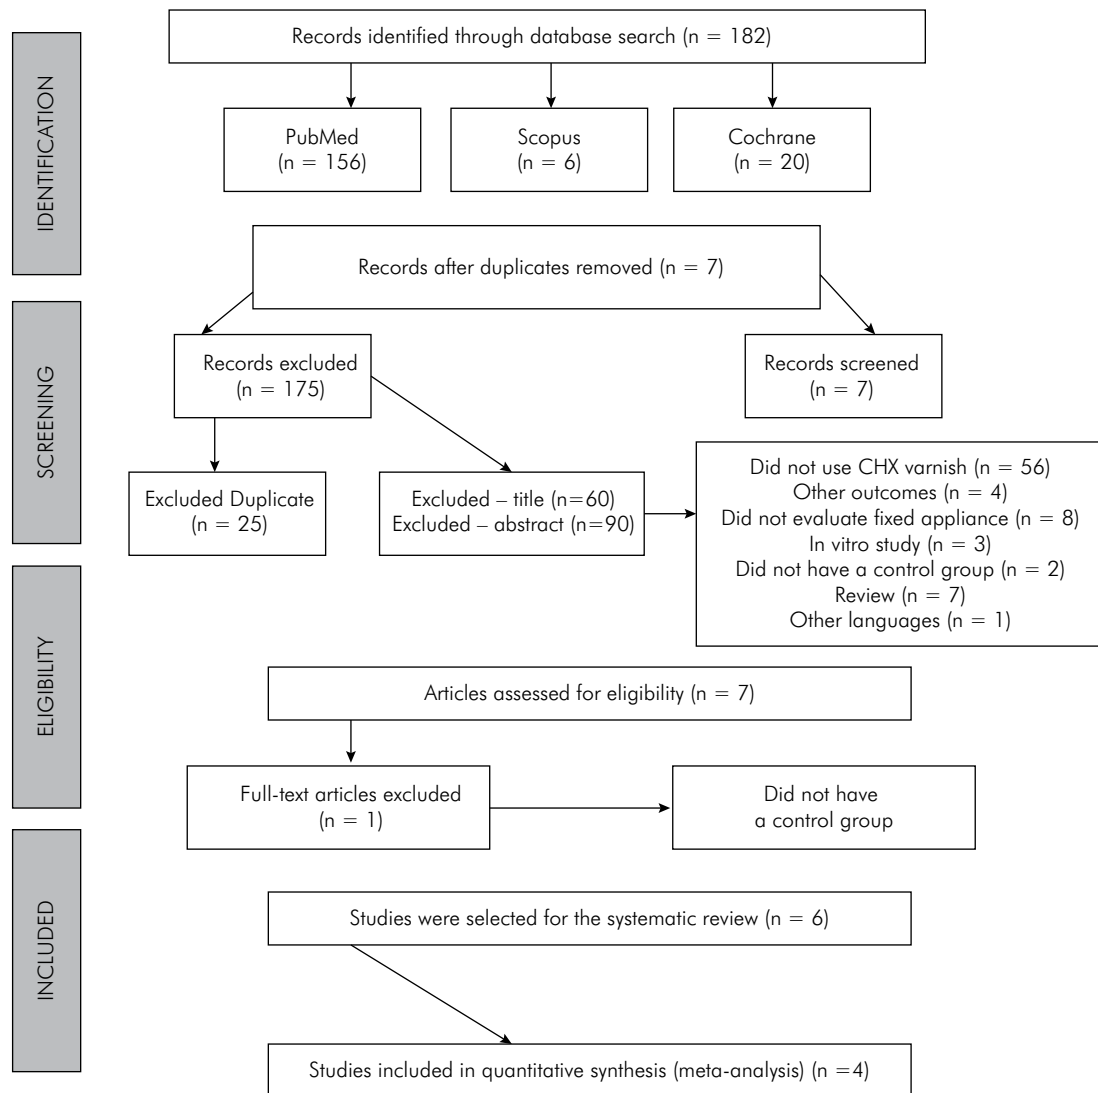 IDENTIFICATION
Records identified through database search (n = 182)
PubMed
(n = 156)
Scopus
(n = 6)
Cochrane
(n = 20)
Records after duplicates removed (n = 7)
SCREENING
Records excluded
(n = 175)
Records screened
(n = 7)
Excluded Duplicate
(n = 25)
Excluded – title (n=60)
Excluded – abstract (n=90)
Did not use CHX varnish (n = 56)
Other outcomes (n = 4)
Did not evaluate fixed appliance (n = 8)
In vitro study (n = 3)
Did not have a control group (n = 2)
Review (n = 7)
Other languages (n = 1)
ELIGIBILITY
Articles assessed for eligibility (n = 7)
Full-text articles excluded
(n = 1)
Did not have
a control group
INCLUDED
Studies were selected for the systematic review (n = 6)
Studies included in quantitative synthesis (meta-analysis) (n =4)